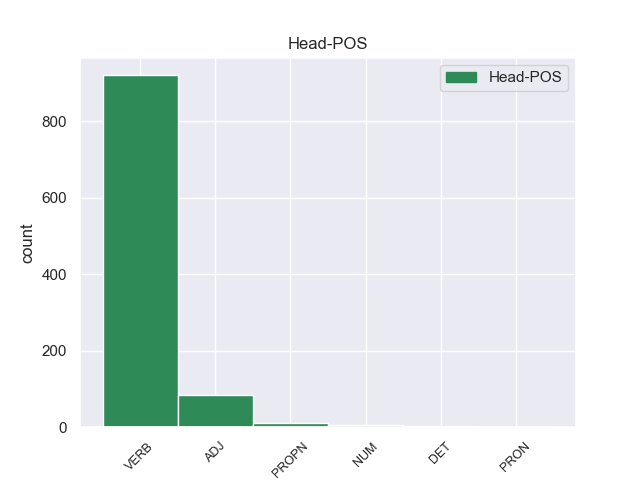 Head-POS
Head-POS
800
600
400
200
0
count
VERB
ADJ
PROPN
NUM
DET
PRON